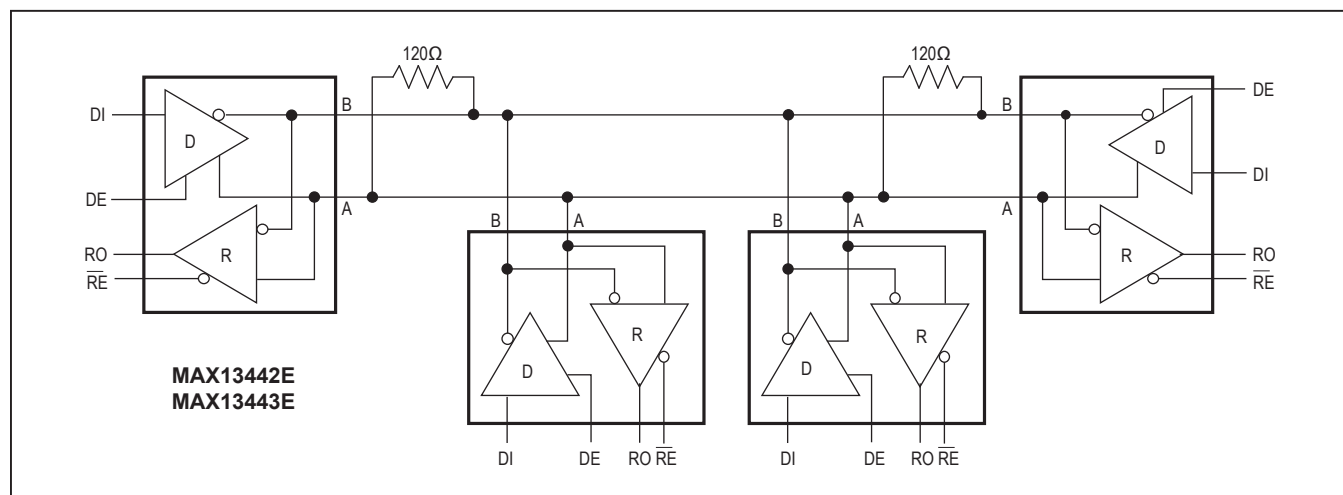 120Ω
120Ω
B
B
DE
DI
D
D
DI
DE
A
B
A
B
A
A
RO
R
R
RO
RE
RE
R
R
D
D
MAX13442E
MAX13443E
DI
DE
RO
RE
DI
DE
RO
RE